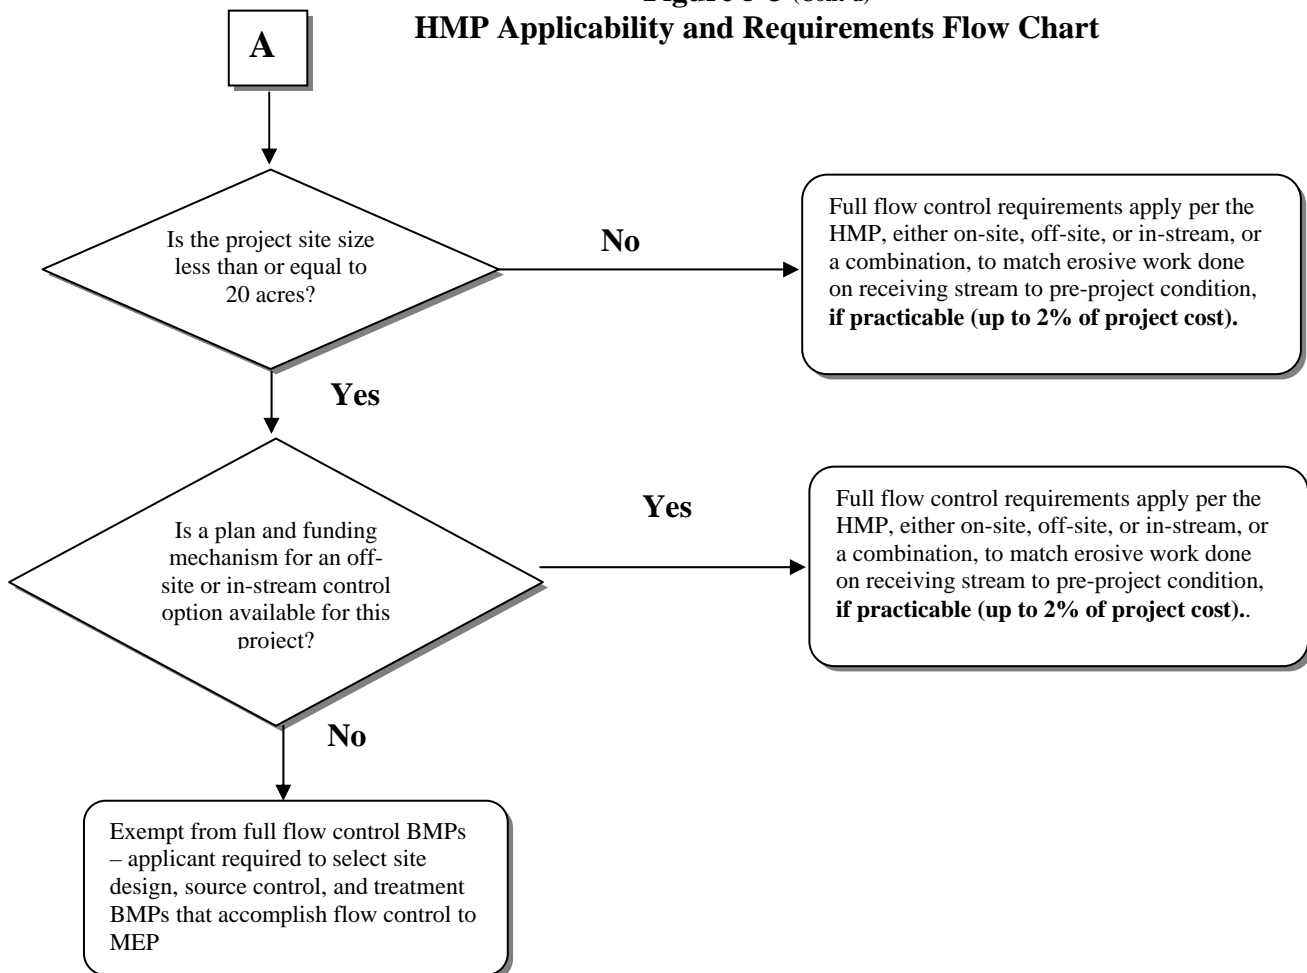 HMP Applicability and Requirements Flow Chart
A
Is the project site size
less than or equal to
20 acres?
No
Full flow control requirements apply per the
HMP, either on-site, off-site, or in-stream, or
a combination, to match erosive work done
on receiving stream to pre-project condition,
if practicable (up to 2% of project cost).
Yes
Is a plan and funding
mechanism for an off-
site or in-stream control
option available for this
project?
Yes
Full flow control requirements apply per the
HMP, either on-site, off-site, or in-stream, or
a combination, to match erosive work done
on receiving stream to pre-project condition,
if practicable (up to 2% of project cost)..
No
Exempt from full flow control BMPs
– applicant required to select site
design, source control, and treatment
BMPs that accomplish flow control to
MEP